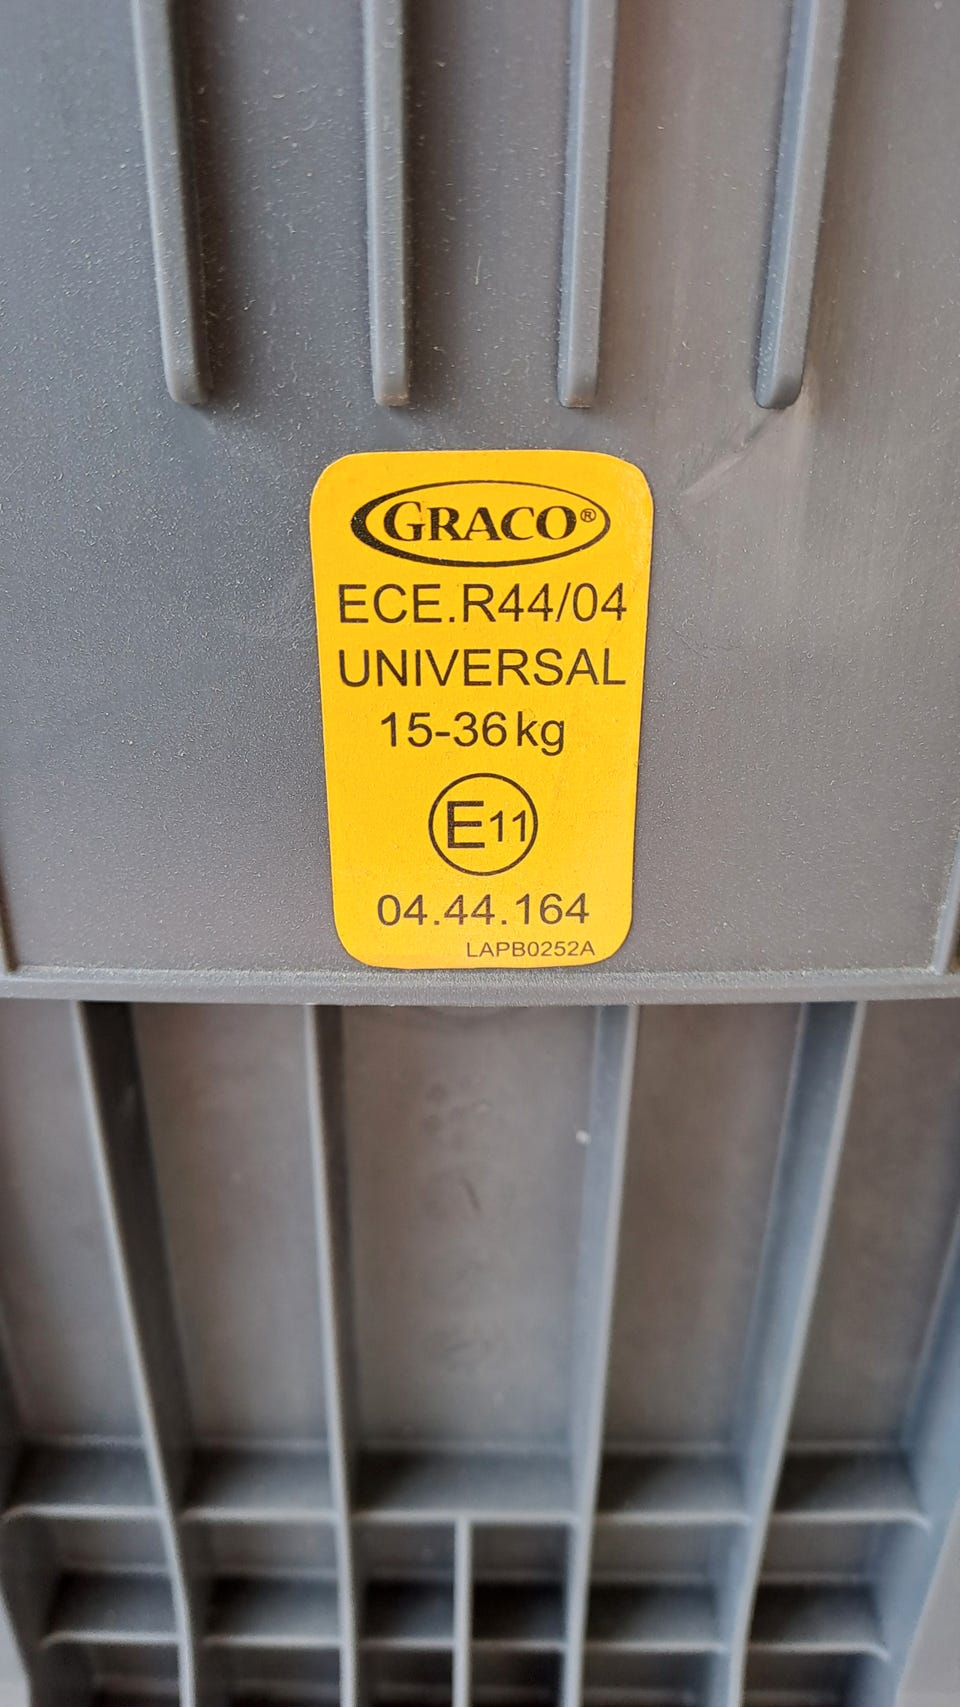 GRACO®
ECE.R44/04
UNIVERSAL
15-36kg
E11
04.44.164
LAPB0252A